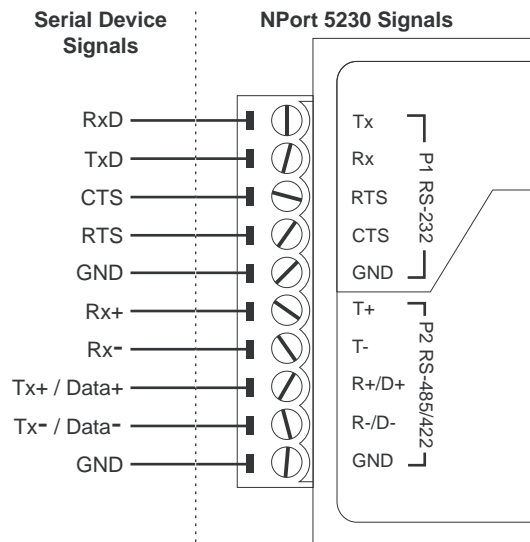 Serial Device
Signals
NPort 5230 Signals
RxD
Tx
TxD
Rx
CTS
RTS
RTS
CTS
GND
GND
P1 RS-232
Rx+
T+
Rx-
T-
Tx+ / Data+
R+/D+
Tx- / Data-
R-/D-
GND
GND
P2 RS-485/422